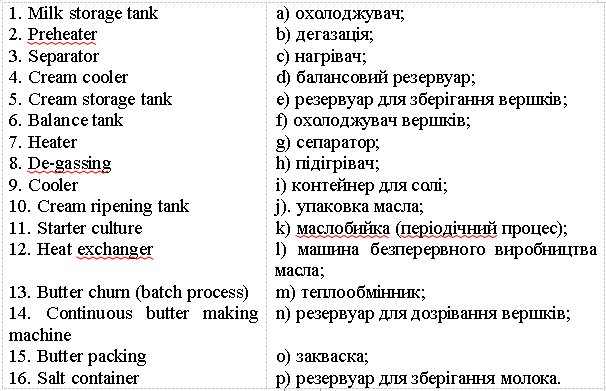 1. Milk storage tank
2. Preheater
3. Separator
4. Cream cooler
5. Cream storage tank
6. Balance tank
7. Heater
8. De-gassing
9. Cooler
10. Cream ripening tank
11. Starter culture
12. Heat exchanger
13. Butter churn (batch process)
14. Continuous butter making
machine
15. Butter packing
16. Salt container
a) охолоджувач;
b) дегазація;
c) нагрівач;
d) балансовий резервуар;
e) резервуар для зберігання вершків;
f) охолоджувач вершків;
g) сепаратор;
h) підігрівач;
i) контейнер для солі;
j). упаковка масла;
k) маслобийка (періодічний процес);
l) машина безперервного виробництва
масла;
m) теплообмінник;
n) резервуар для дозрівання вершків;
o) закваска;
p) резервуар для зберігання молока.